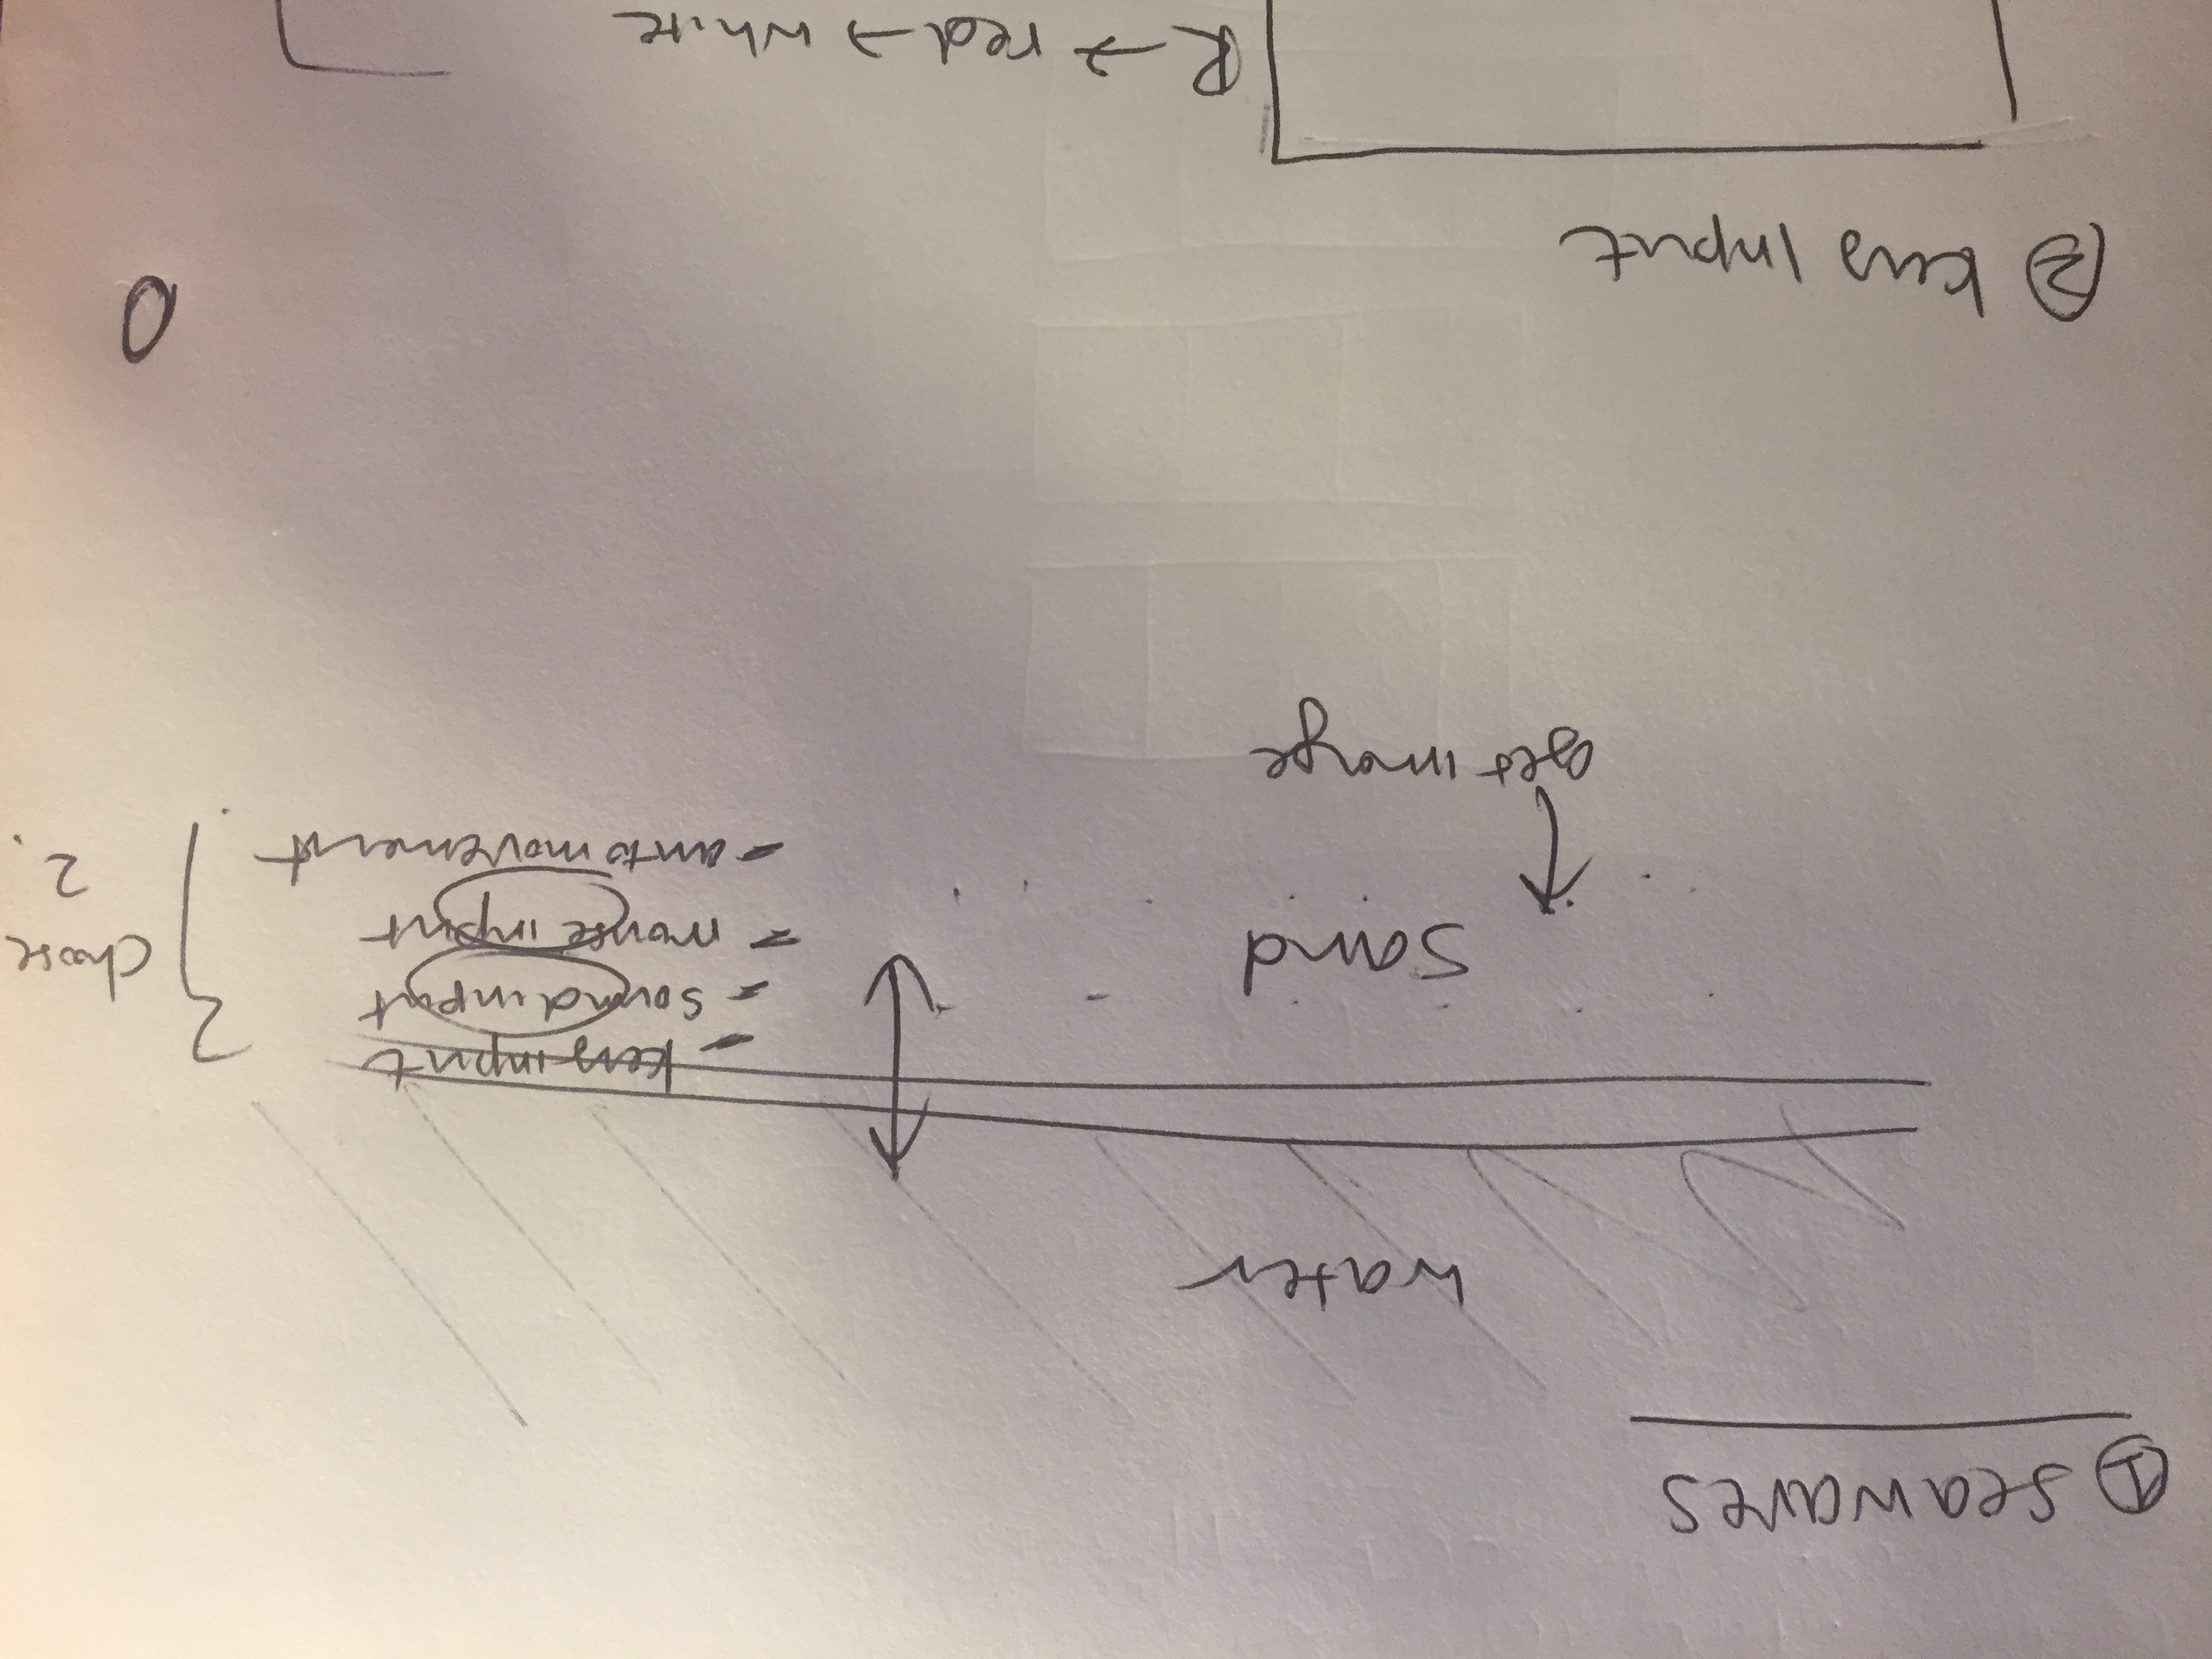 ① seawaves
water
- key input
- sound input
- mouse input
- auto movement
choose
2.
sand
get image
② key input
0
R → red → white